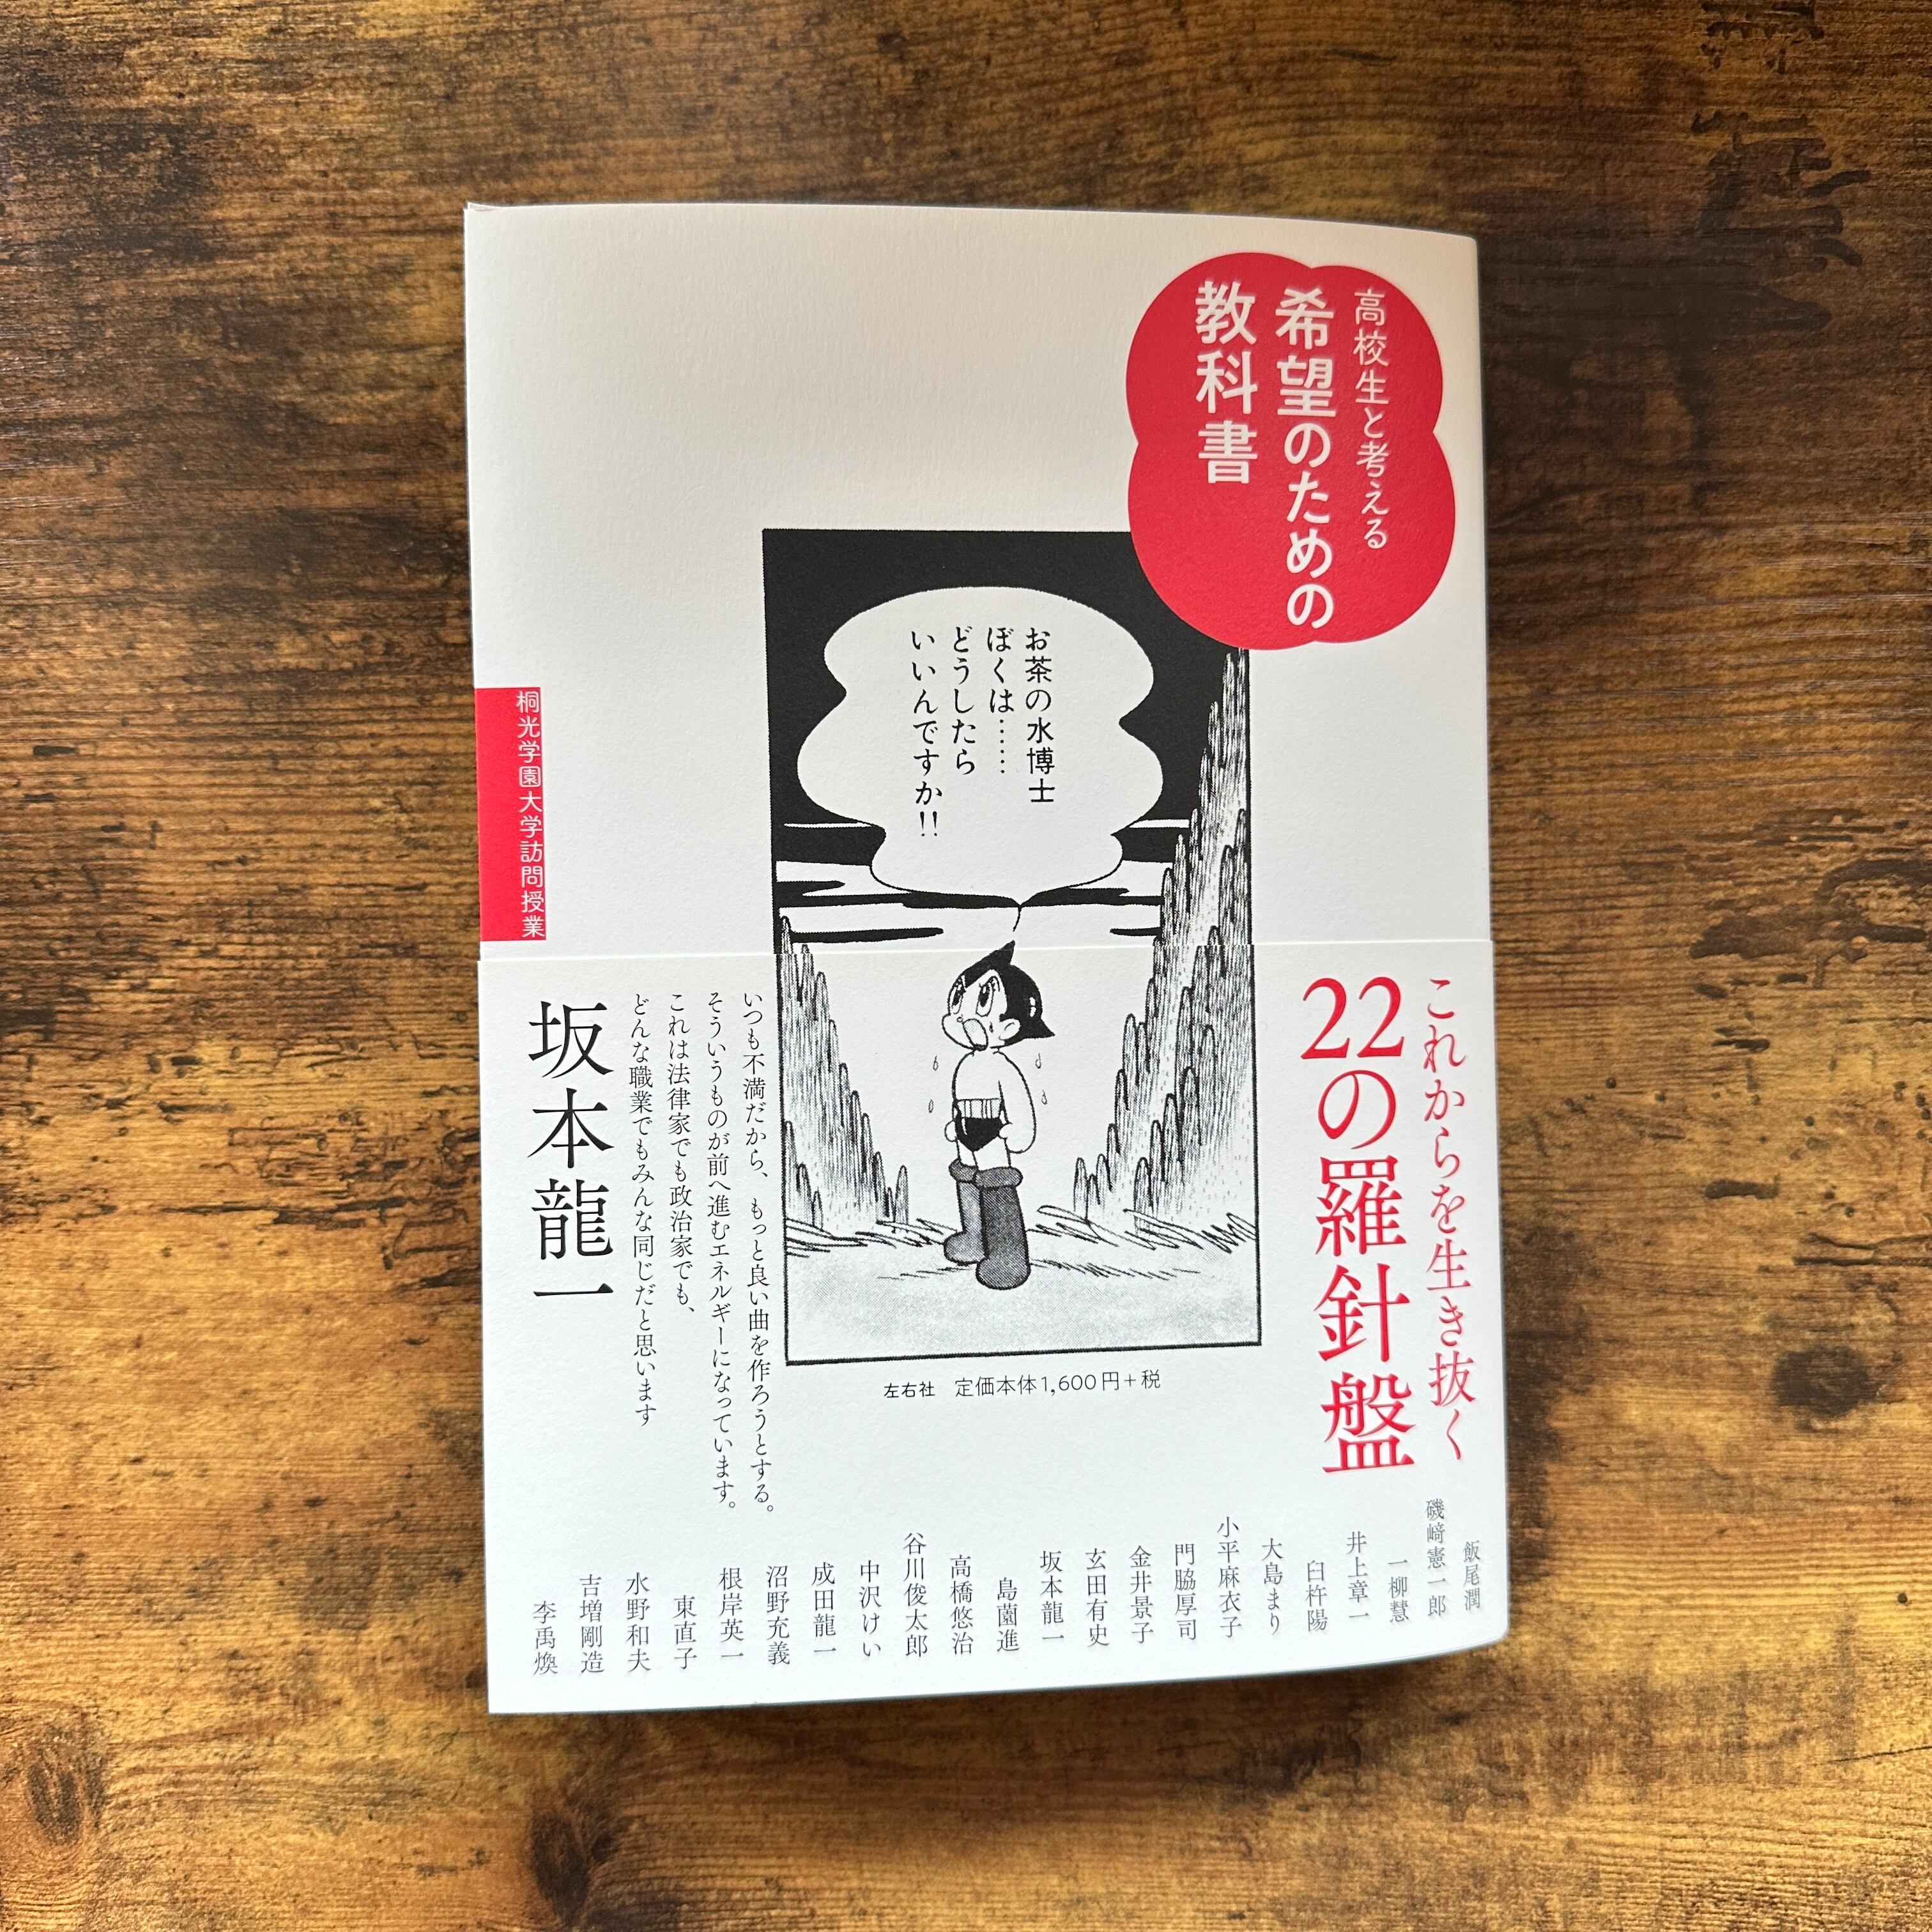 高校生と考える
希望のための
教科書
お茶の水博士
ぼくは……
どうしたら
いいんですか!!
桐光学園大学訪問授業
これからを生き抜く
22の羅針盤
いつも不満だから、もっと良い曲を作ろうとする。
そういうものが前へ進むエネルギーになっています。
これは法律家でも政治家でも、
どんな職業でもみんな同じだと思います
坂本龍一
左右社　定価本体1,600円+税
飯尾潤
磯﨑憲一郎
一柳慧
井上章一
臼杵陽
大島まり
小平麻衣子
門脇厚司
金井景子
玄田有史
坂本龍一
島薗進
高橋悠治
谷川俊太郎
中沢けい
成田龍一
沼野充義
根岸英一
東直子
水野和夫
吉増剛造
李禹煥